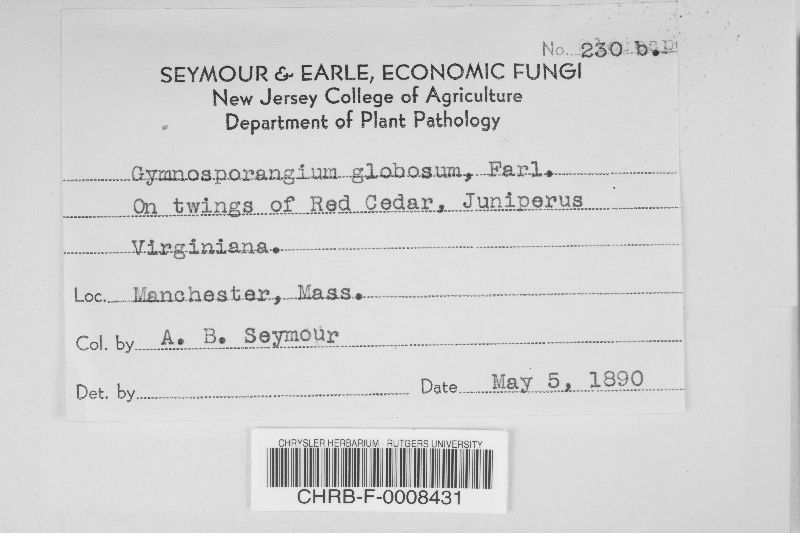 No. 230 b.
SEYMOUR & EARLE, ECONOMIC FUNGI
New Jersey College of Agriculture
Department of Plant Pathology
Gymnosporangium globosum, Farl.
On twings of Red Cedar, Juniperus
Virginiana.
Loc. Manchester, Mass.
Col. by A. B. Seymour
Det. by
Date May 5, 1890
CHRYSLER HERBARIUM - RUTGERS UNIVERSITY
CHRB-F-0008431